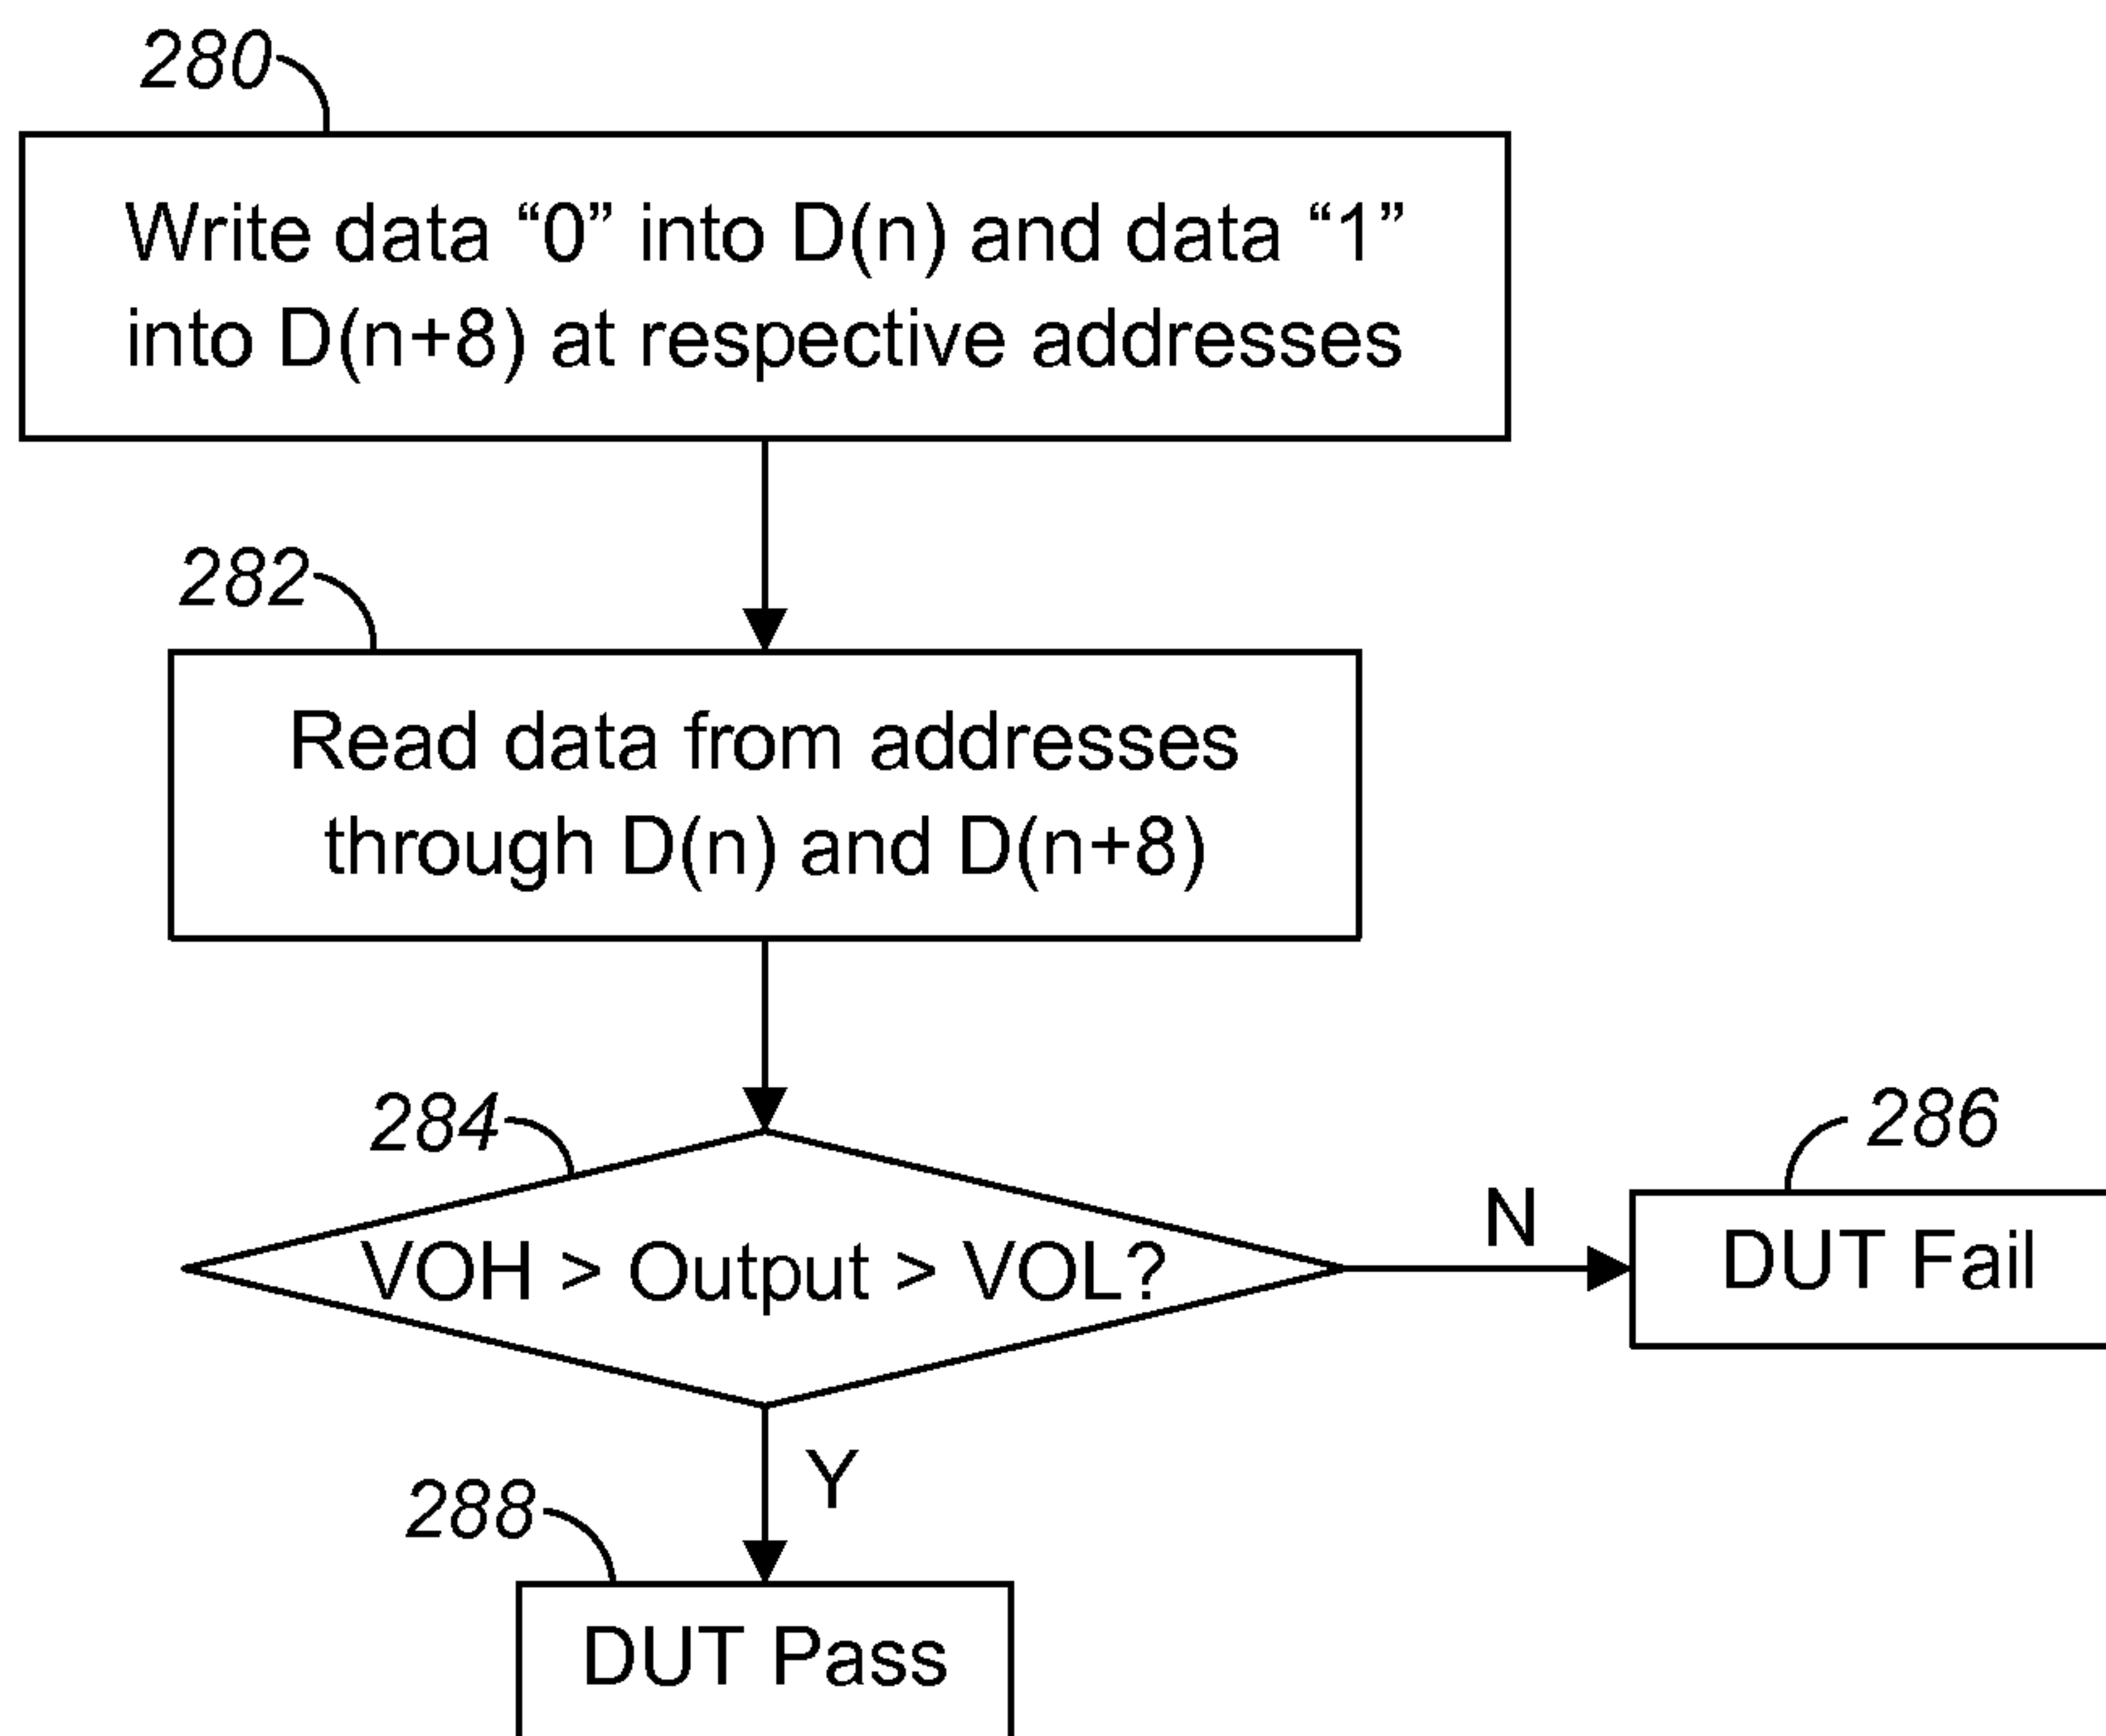 280
Write data “0” into D(n) and data “1”
into D(n+8) at respective addresses
282
Read data from addresses
through D(n) and D(n+8)
284
VOH > Output > VOL?
N
286
DUT Fail
Y
288
DUT Pass